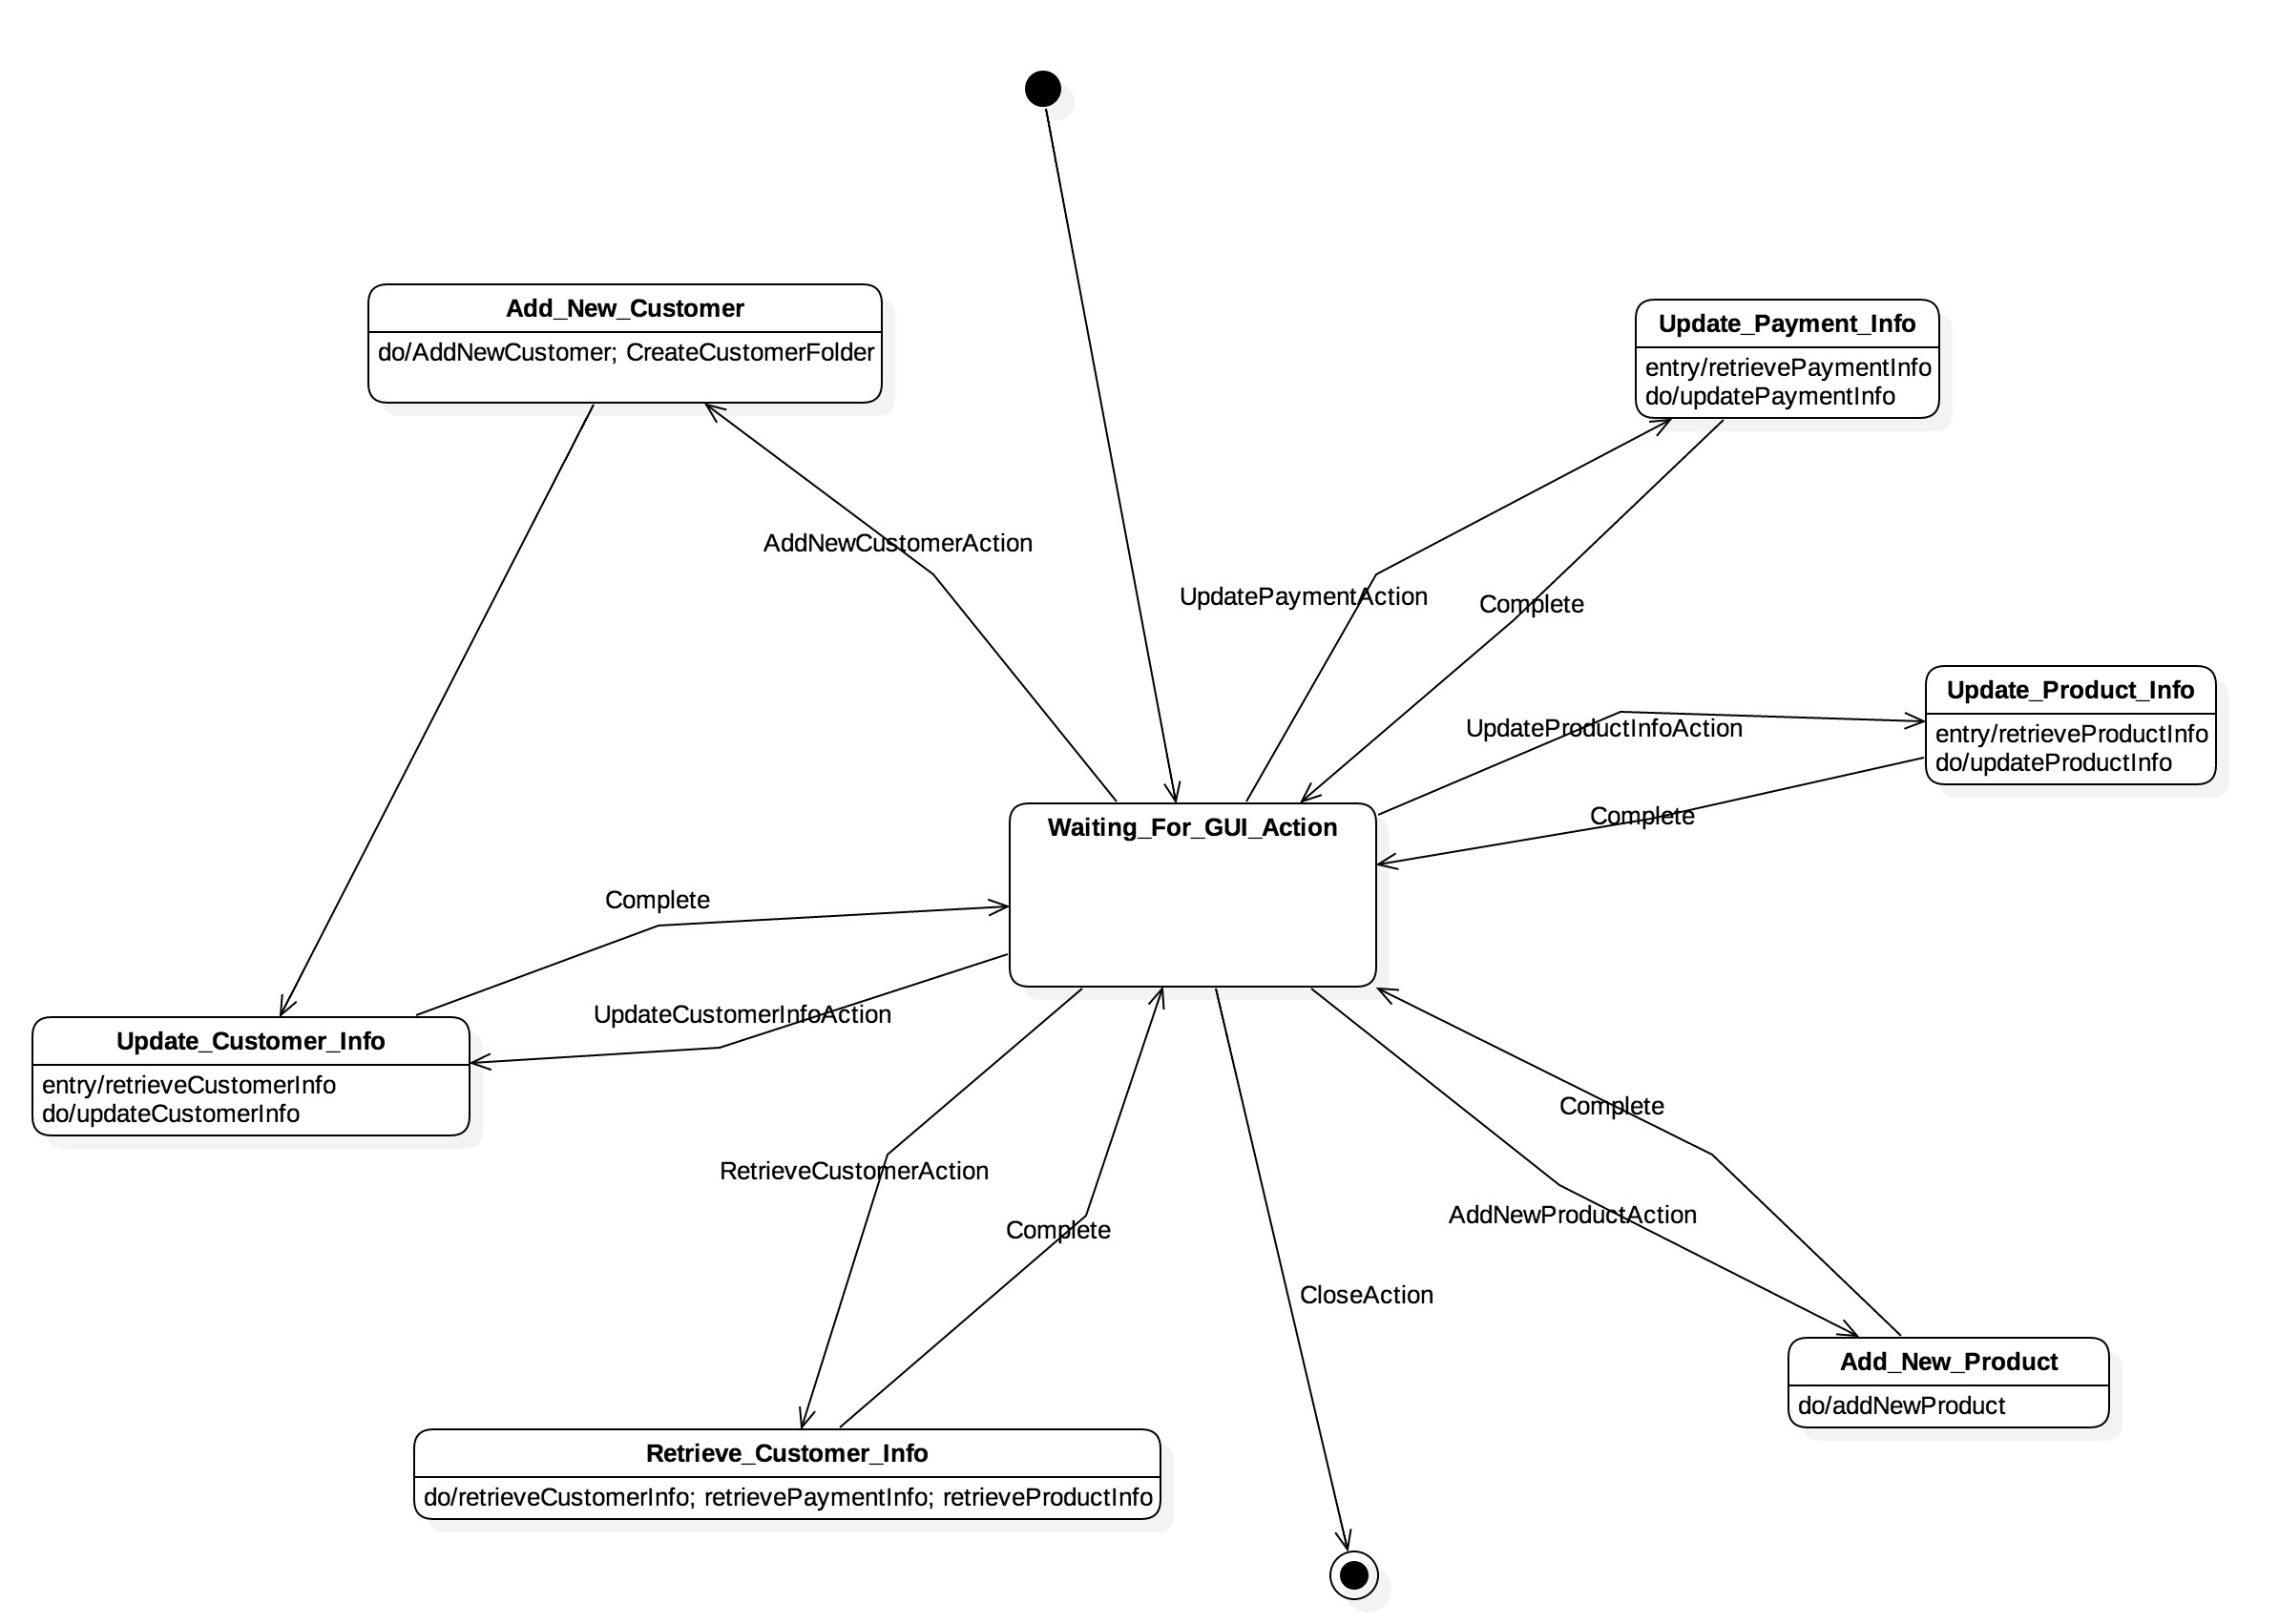 Add_New_Customer
do/AddNewCustomer; CreateCustomerFolder
Update_Payment_Info
entry/retrievePaymentInfo
do/updatePaymentInfo
AddNewCustomerAction
UpdatePaymentAction
Complete
Update_Product_Info
entry/retrieveProductInfo
do/updateProductInfo
UpdateProductInfoAction
Complete
Waiting_For_GUI_Action
Complete
UpdateCustomerInfoAction
Update_Customer_Info
entry/retrieveCustomerInfo
do/updateCustomerInfo
RetrieveCustomerAction
Complete
Complete
AddNewProductAction
CloseAction
Add_New_Product
do/addNewProduct
Retrieve_Customer_Info
do/retrieveCustomerInfo; retrievePaymentInfo; retrieveProductInfo